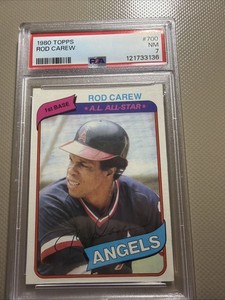 1980 TOPPS #700
ROD CAREW NM
7
PSA 121733136
ROD CAREW
1st BASE ★ A.L. ALL-STAR ★
ANGELS